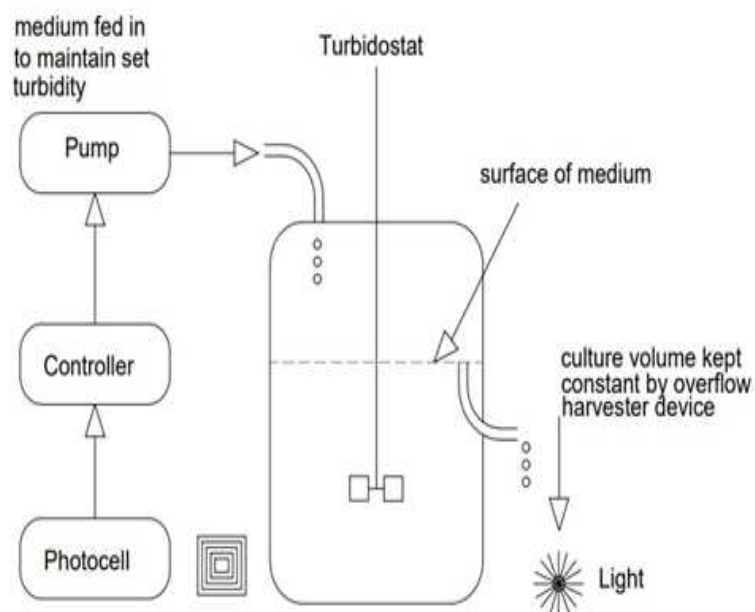 medium fed in
to maintain set
turbidity
Turbidostat
Pump
surface of medium
Controller
culture volume kept
constant by overflow
harvester device
Photocell
Light